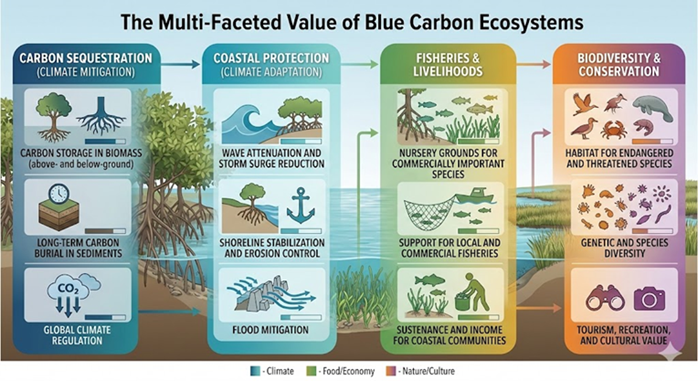 The Multi-Faceted Value of Blue Carbon Ecosystems
CARBON SEQUESTRATION
(CLIMATE MITIGATION)
CARBON STORAGE IN BIOMASS
(above- and below-ground)
LONG-TERM CARBON
BURIAL IN SEDIMENTS
CO₂
GLOBAL CLIMATE
REGULATION
COASTAL PROTECTION
(CLIMATE ADAPTATION)
WAVE ATTENUATION AND
STORM SURGE REDUCTION
SHORELINE STABILIZATION
AND EROSION CONTROL
FLOOD MITIGATION
FISHERIES &
LIVELIHOODS
NURSERY GROUNDS FOR
COMMERCIALLY IMPORTANT
SPECIES
SUPPORT FOR LOCAL AND
COMMERCIAL FISHERIES
SUSTENANCE AND INCOME
FOR COASTAL COMMUNITIES
BIODIVERSITY &
CONSERVATION
HABITAT FOR ENDANGERED
AND THREATENED SPECIES
GENETIC AND SPECIES
DIVERSITY
TOURISM, RECREATION,
AND CULTURAL VALUE
- Climate
- Food/Economy
- Nature/Culture